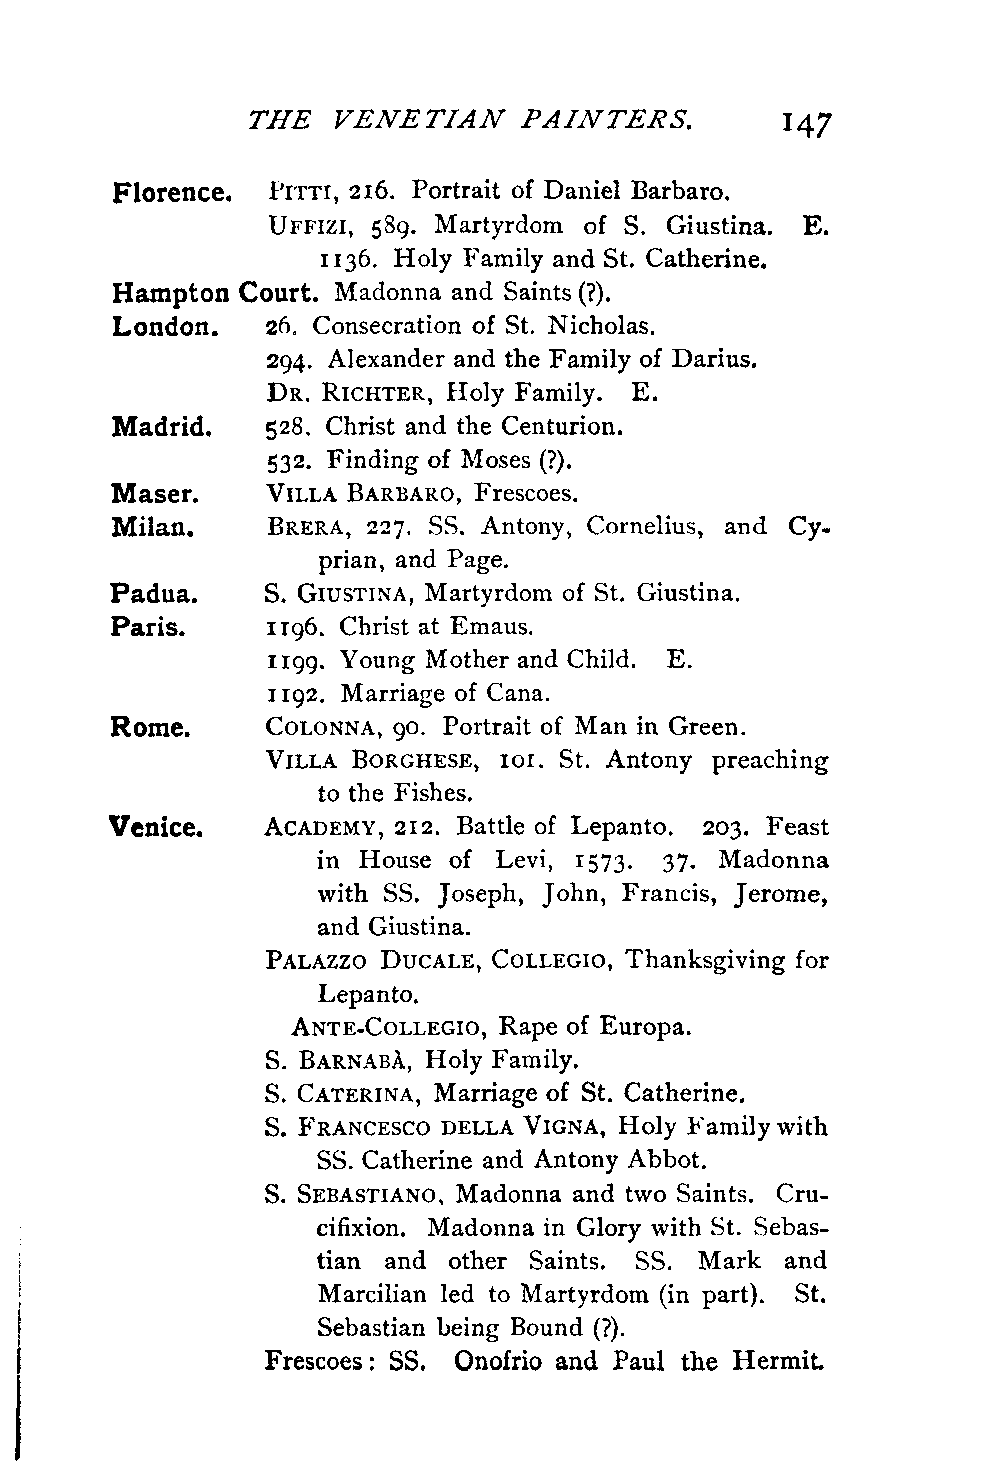 THE VENETIAN PAINTERS. 147
Florence. PITTI, 216. Portrait of Daniel Barbaro.
UFFIZI, 589. Martyrdom of S. Giustina. E.
1136. Holy Family and St. Catherine.
Hampton Court. Madonna and Saints (?).
London. 26. Consecration of St. Nicholas.
294. Alexander and the Family of Darius.
DR. RICHTER, Holy Family. E.
Madrid. 528. Christ and the Centurion.
532. Finding of Moses (?).
Maser. VILLA BARBARO, Frescoes.
Milan. BRERA, 227. SS. Antony, Cornelius, and Cy-
prian, and Page.
Padua. S. GIUSTINA, Martyrdom of St. Giustina.
Paris. 1196. Christ at Emaus.
1199. Young Mother and Child. E.
1192. Marriage of Cana.
Rome. COLONNA, 90. Portrait of Man in Green.
VILLA BORGHESE, 101. St. Antony preaching
to the Fishes.
Venice. ACADEMY, 212. Battle of Lepanto. 203. Feast
in House of Levi, 1573. 37. Madonna
with SS. Joseph, John, Francis, Jerome,
and Giustina.
PALAZZO DUCALE, COLLEGIO, Thanksgiving for
Lepanto.
ANTE-COLLEGIO, Rape of Europa.
S. BARNABÀ, Holy Family.
S. CATERINA, Marriage of St. Catherine.
S. FRANCESCO DELLA VIGNA, Holy Family with
SS. Catherine and Antony Abbot.
S. SEBASTIANO, Madonna and two Saints. Cru-
cifixion. Madonna in Glory with St. Sebas-
tian and other Saints. SS. Mark and
Marcilian led to Martyrdom (in part). St.
Sebastian being Bound (?).
Frescoes: SS. Onofrio and Paul the Hermit.